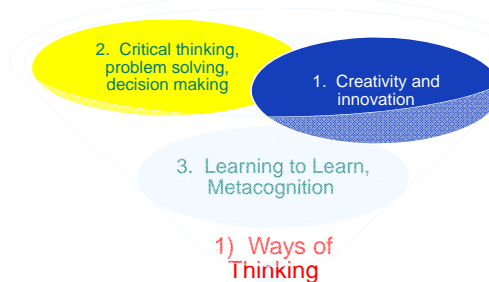 2. Critical thinking,
problem solving,
decision making
1. Creativity and
innovation
3. Learning to Learn,
Metacognition
1) Ways of
Thinking